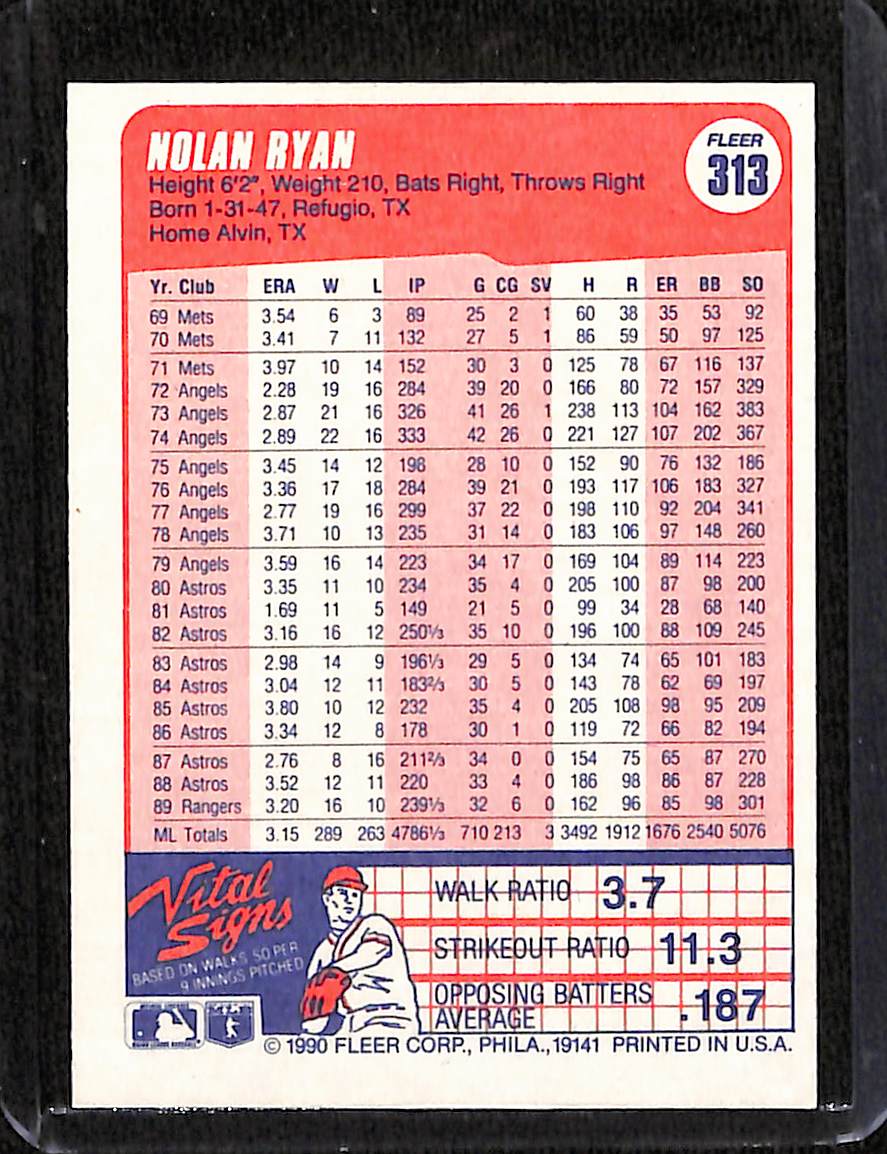 NOLAN RYAN
FLEER
313
Height 6'2", Weight 210, Bats Right, Throws Right
Born 1-31-47, Refugio, TX
Home Alvin, TX
Yr. Club ERA W L IP G CG SV H R ER BB SO
69 Mets 3.54 6 3 89 25 2 1 60 38 35 53 92
70 Mets 3.41 7 11 132 27 5 1 86 59 50 97 125
71 Mets 3.97 10 14 152 30 3 0 125 78 67 116 137
72 Angels 2.28 19 16 284 39 20 0 166 80 72 157 329
73 Angels 2.87 21 16 326 41 26 1 238 113 104 162 383
74 Angels 2.89 22 16 333 42 26 0 221 127 107 202 367
75 Angels 3.45 14 12 198 28 10 0 152 90 76 132 186
76 Angels 3.36 17 18 284 39 21 0 193 117 106 183 327
77 Angels 2.77 19 16 299 37 22 0 198 110 92 204 341
78 Angels 3.71 10 13 235 31 14 0 183 106 97 148 260
79 Angels 3.59 16 14 223 34 17 0 169 104 89 114 223
80 Astros 3.35 11 10 234 35 4 0 205 100 87 98 200
81 Astros 1.69 11 5 149 21 5 0 99 34 28 68 140
82 Astros 3.16 16 12 250⅓ 35 10 0 196 100 88 109 245
83 Astros 2.98 14 9 196⅓ 29 5 0 134 74 65 101 183
84 Astros 3.04 12 11 183⅔ 30 5 0 143 78 62 69 197
85 Astros 3.80 10 12 232 35 4 0 205 108 98 95 209
86 Astros 3.34 12 8 178 30 1 0 119 72 66 82 194
87 Astros 2.76 8 16 211⅔ 34 0 0 154 75 65 87 270
88 Astros 3.52 12 11 220 33 4 0 186 98 86 87 228
89 Rangers 3.20 16 10 239⅓ 32 6 0 162 96 85 98 301
ML Totals 3.15 289 263 4786⅓ 710 213 3 3492 1912 1676 2540 5076
Vital
Signs
BASED ON WALKS, SO PER
9 INNINGS PITCHED
WALK RATIO 3.7
STRIKEOUT RATIO 11.3
OPPOSING BATTERS
AVERAGE .187
© 1990 FLEER CORP., PHILA., 19141 PRINTED IN U.S.A.